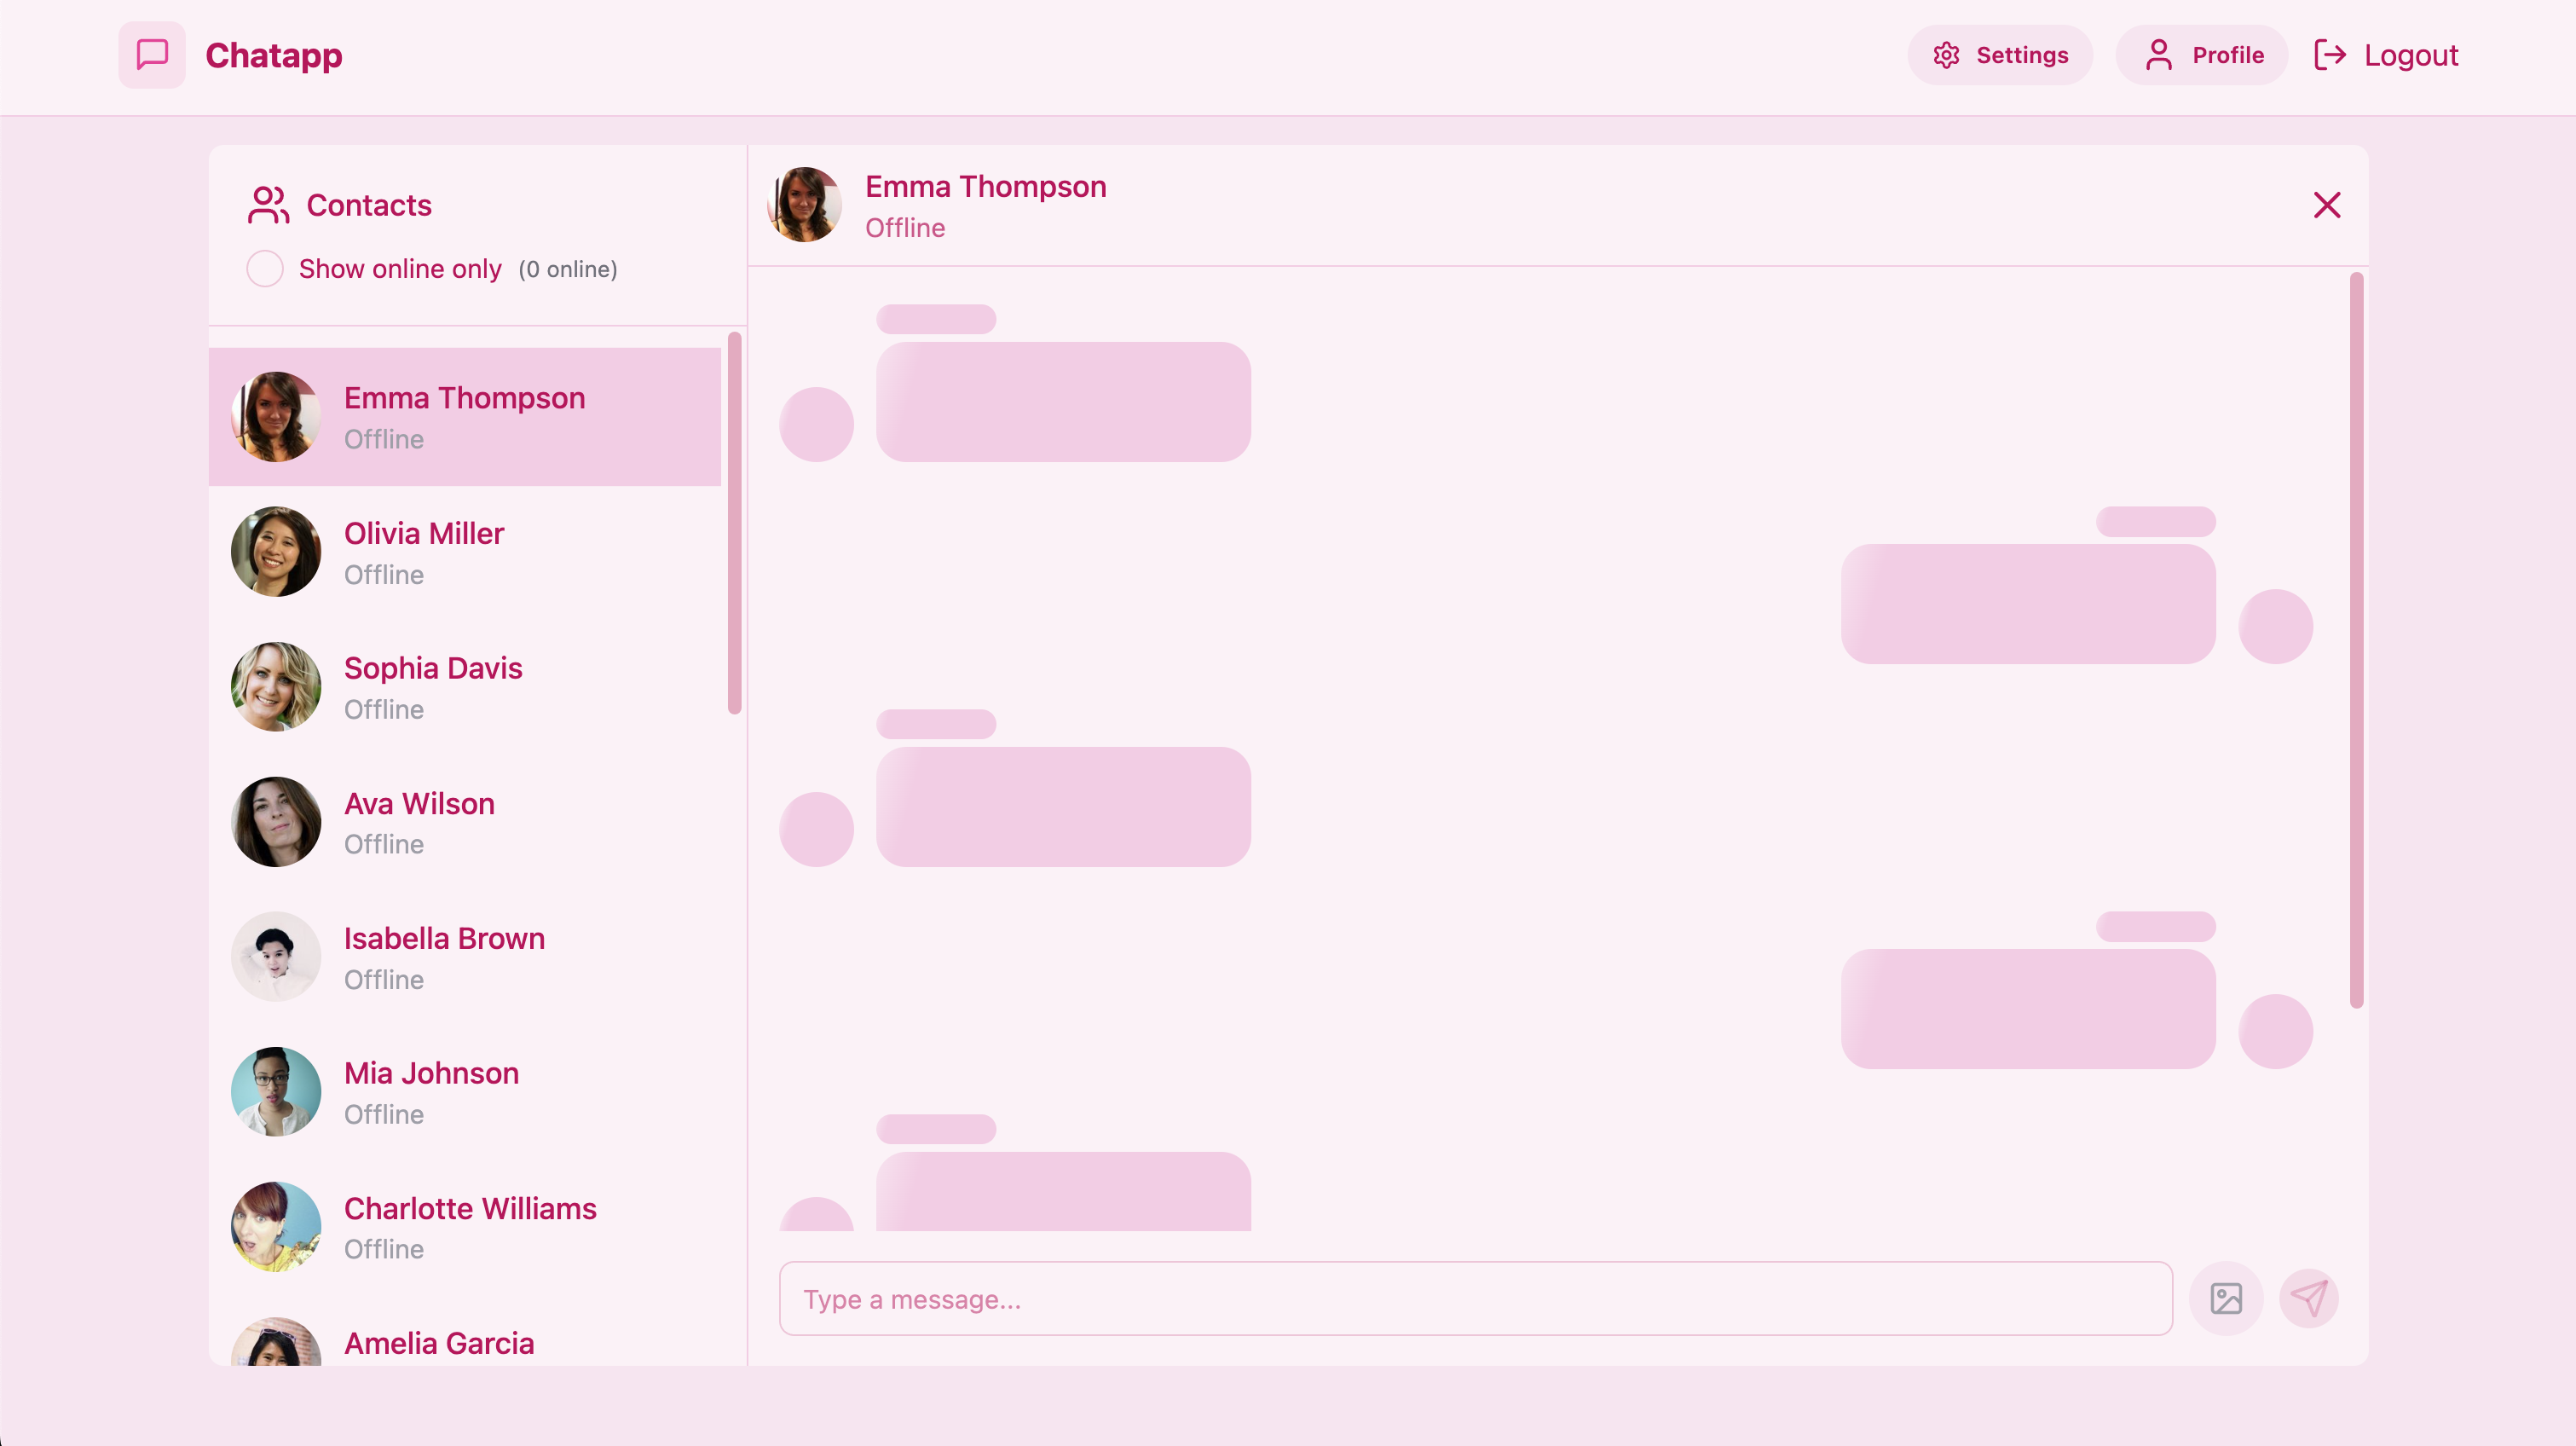 Chatapp
Settings
Profile
Logout
Contacts
Show online only (0 online)
Emma Thompson
Offline
Olivia Miller
Offline
Sophia Davis
Offline
Ava Wilson
Offline
Isabella Brown
Offline
Mia Johnson
Offline
Charlotte Williams
Offline
Amelia Garcia
Emma Thompson
Offline
Type a message...